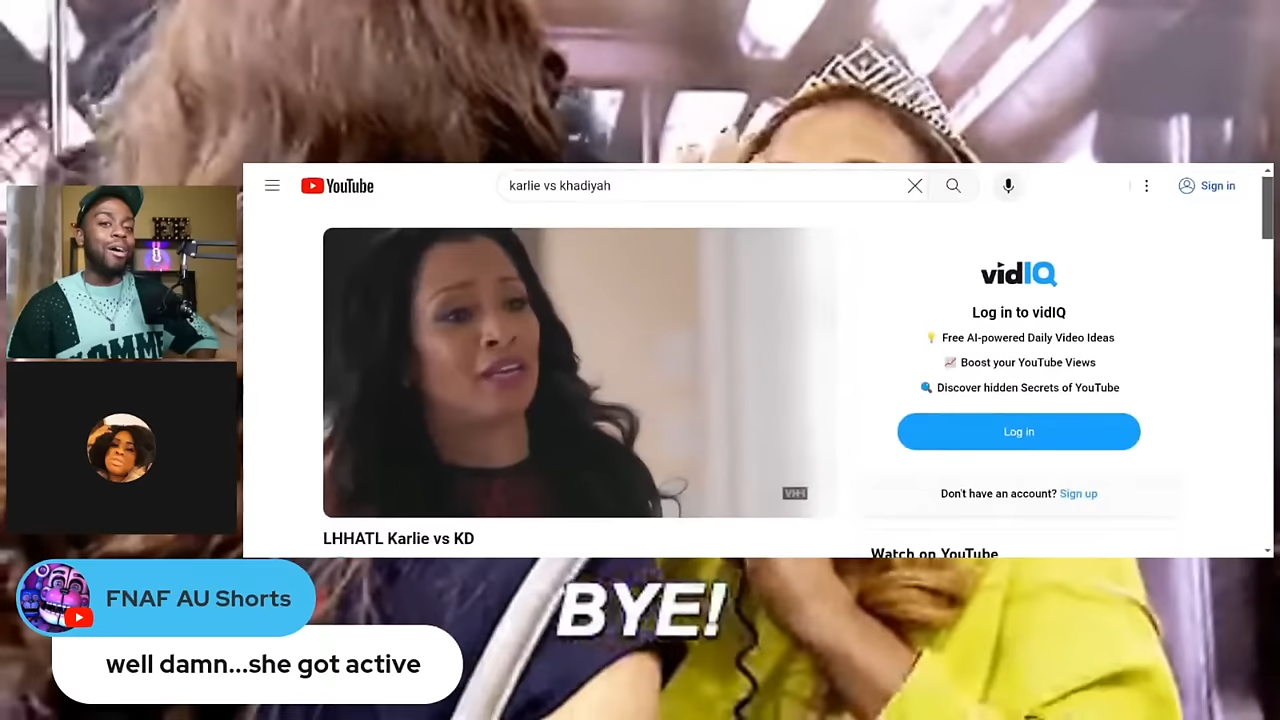 YouTube
karlie vs khadiyah
Sign in
VH1
LHHATL Karlie vs KD
vidIQ
Log in to vidIQ
Free AI-powered Daily Video Ideas
Boost your YouTube Views
Discover hidden Secrets of YouTube
Log in
Don't have an account? Sign up
Watch on YouTube
HOMME
FNAF AU Shorts
well damn...she got active
BYE!